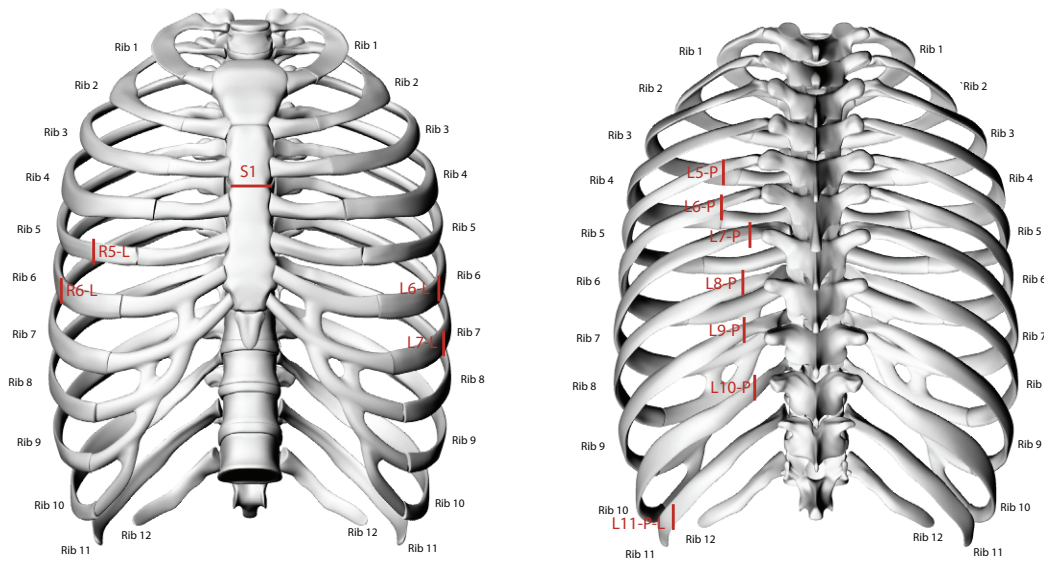 Rib 1
Rib 1
Rib 2
Rib 2
Rib 3
Rib 3
S1
Rib 4
Rib 4
Rib 5
Rib 5
R5-L
Rib 6
Rib 6
R6-L
L6-L
Rib 7
Rib 7
L7-L
Rib 8
Rib 8
Rib 9
Rib 9
Rib 10
Rib 10
Rib 12
Rib 12
Rib 11
Rib 11
Rib 1
Rib 1
Rib 2
`Rib 2
Rib 3
Rib 3
L5-P
Rib 4
Rib 4
L6-P
Rib 5
L7-P
Rib 5
Rib 6
L8-P
Rib 6
L9-P
Rib 7
Rib 7
Rib 8
L10-P
Rib
Rib 9
Rib 9
Rib 10
Rib 10
L11-P-L
Rib 12
Rib 12
Rib 11
Rib 11